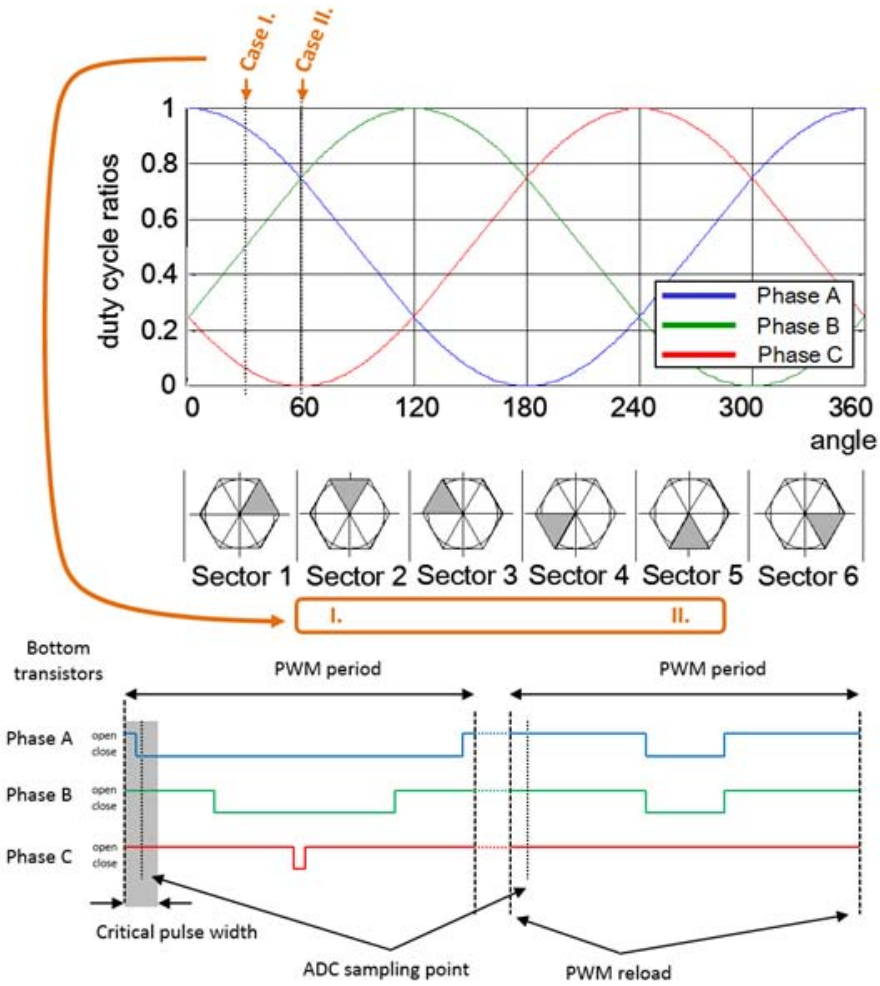 Case I.
Case II.
duty cycle ratios
1
0.8
0.6
0.4
0.2
0
Phase A
Phase B
Phase C
0 60 120 180 240 300 360
angle
Sector 1 Sector 2 Sector 3 Sector 4 Sector 5 Sector 6
I. II.
Bottom
transistors
PWM period PWM period
Phase A open
close
Phase B open
close
Phase C open
close
Critical pulse width
ADC sampling point
PWM reload